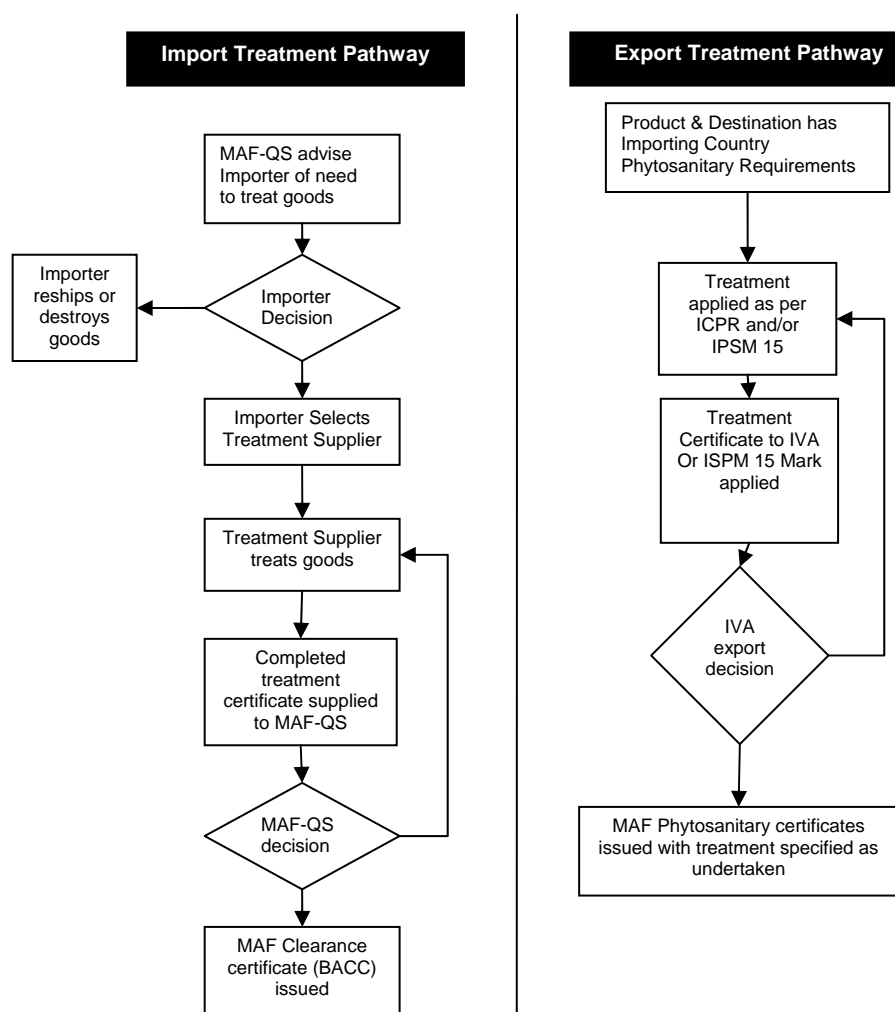 Import Treatment Pathway
MAF-QS advise
Importer of need
to treat goods
Importer
reships or
destroys
goods
Importer
Decision
Importer Selects
Treatment Supplier
Treatment Supplier
treats goods
Completed
treatment
certificate supplied
to MAF-QS
MAF-QS
decision
MAF Clearance
certificate (BACC)
issued
Export Treatment Pathway
Product & Destination has
Importing Country
Phytosanitary Requirements
Treatment
applied as per
ICPR and/or
IPSM 15
Treatment
Certificate to IVA
Or ISPM 15 Mark
applied
IVA
export
decision
MAF Phytosanitary certificates
issued with treatment specified as
undertaken